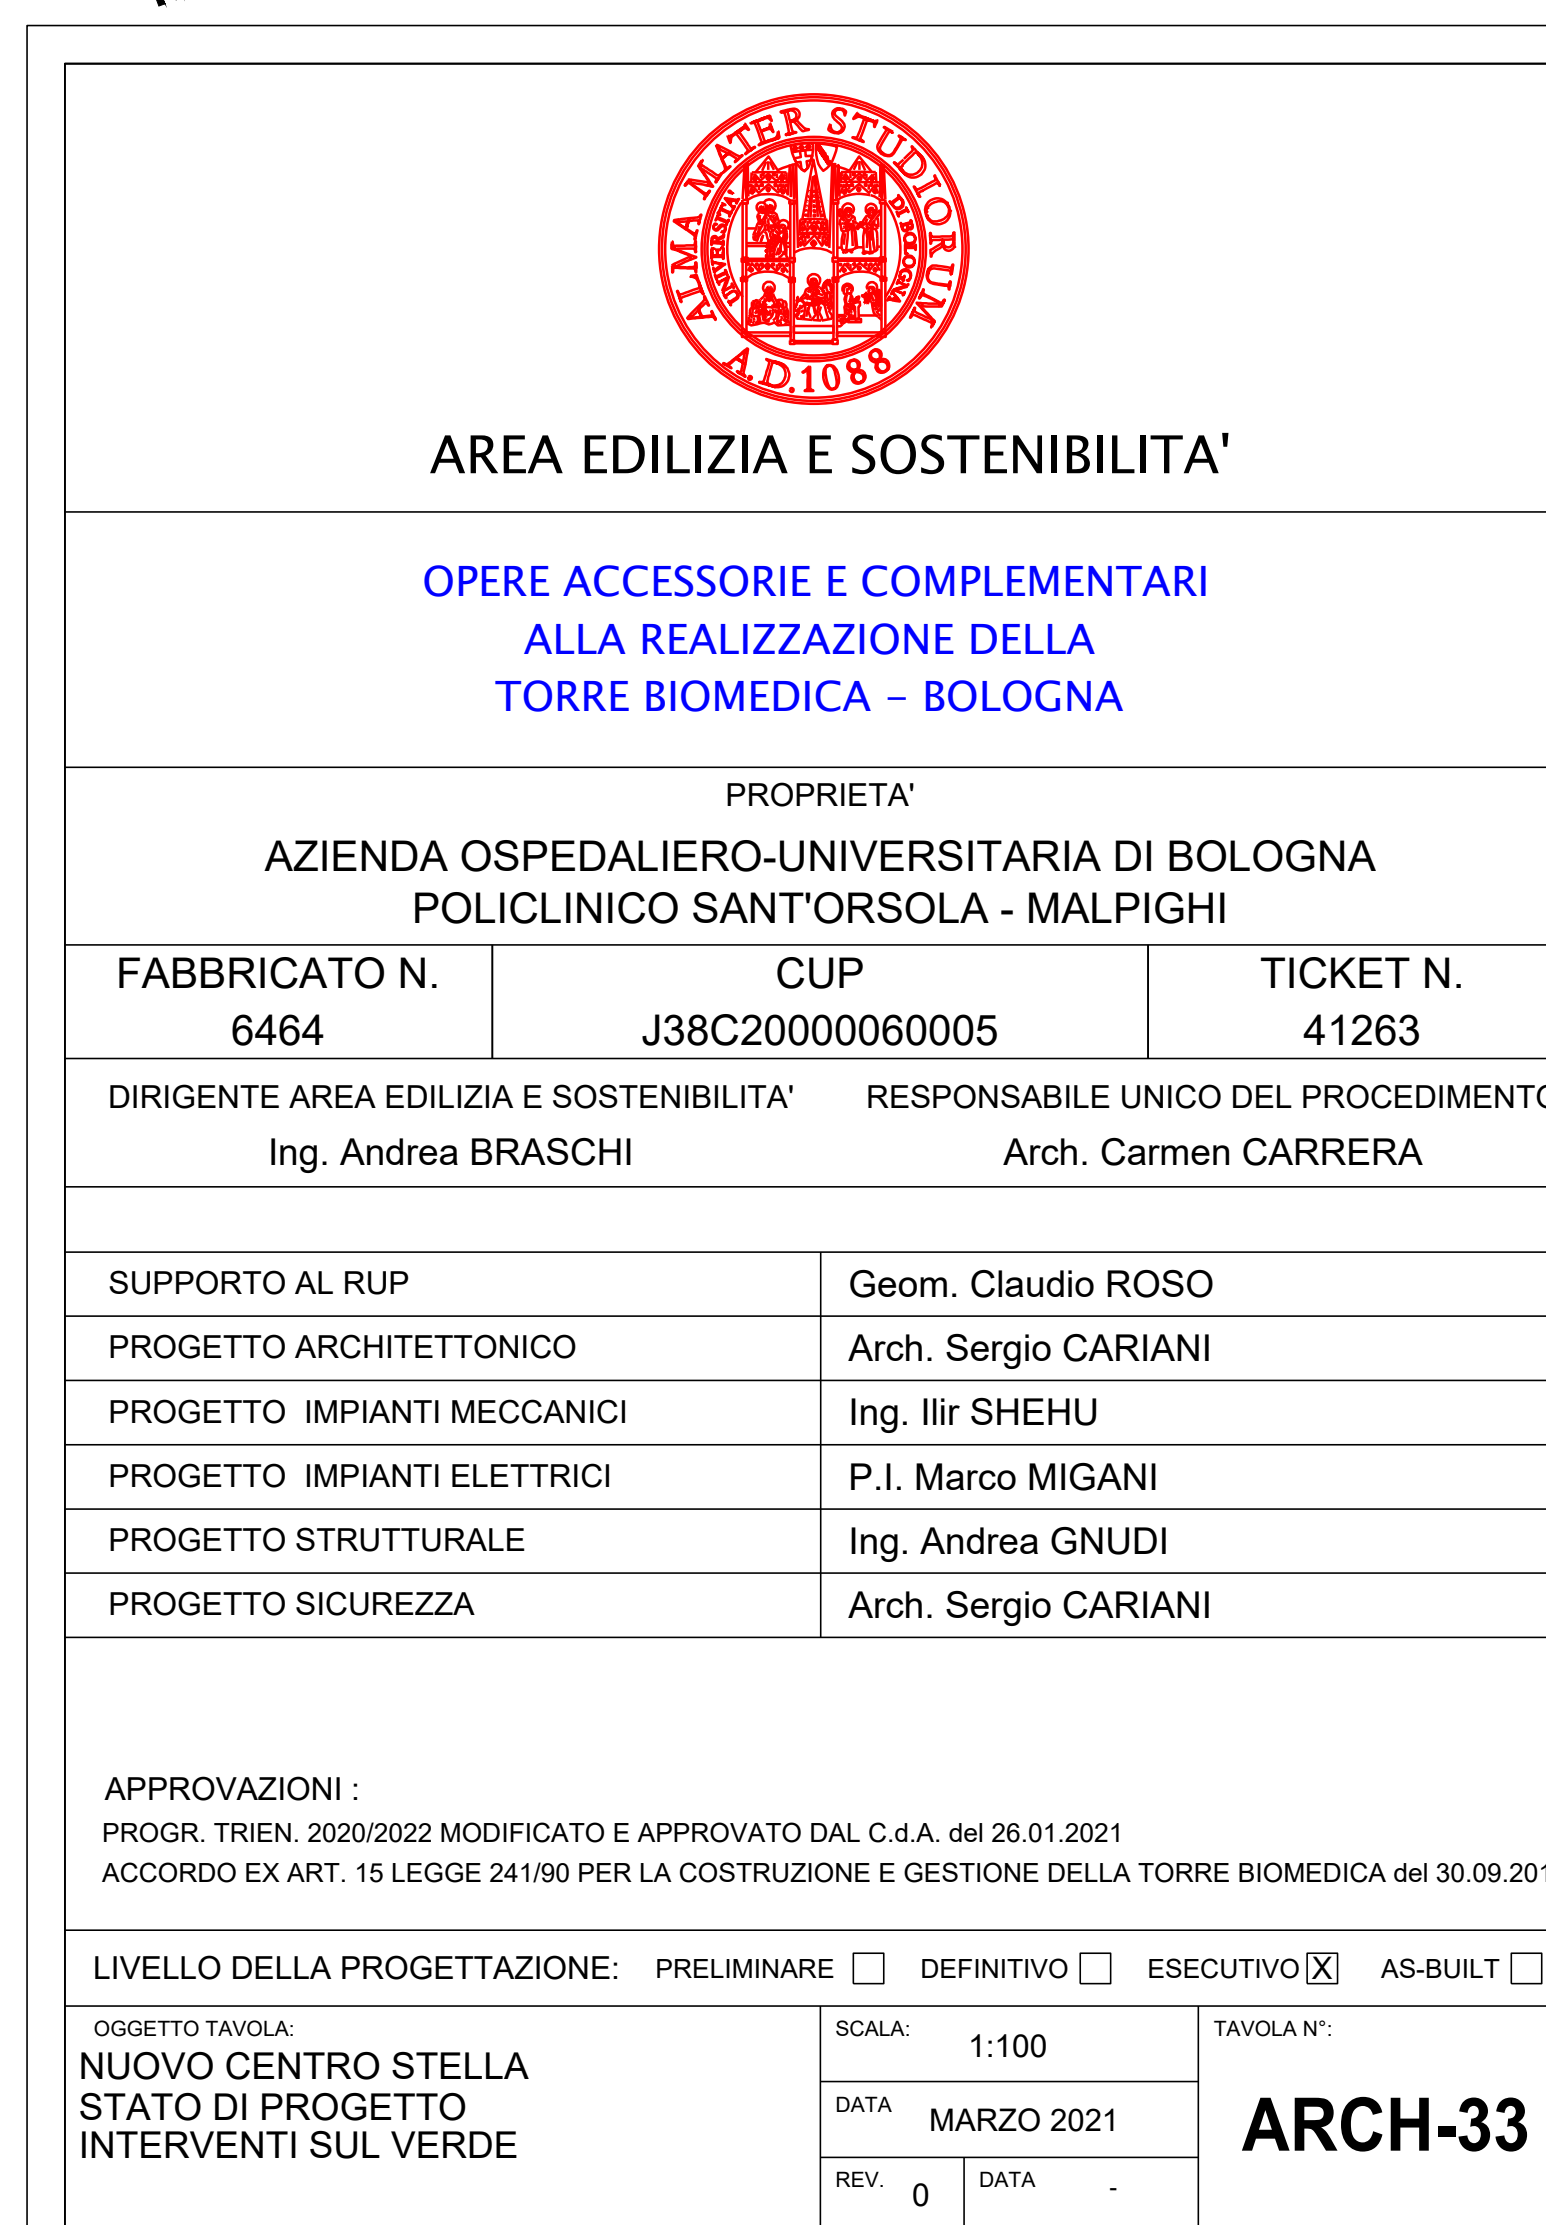 ALMA MATER STUDIORUM
UNIVERSITA' DI BOLOGNA
A.D. 1088
AREA EDILIZIA E SOSTENIBILITA'
OPERE ACCESSORIE E COMPLEMENTARI
ALLA REALIZZAZIONE DELLA
TORRE BIOMEDICA – BOLOGNA
PROPRIETA'
AZIENDA OSPEDALIERO-UNIVERSITARIA DI BOLOGNA
POLICLINICO SANT'ORSOLA - MALPIGHI
FABBRICATO N. CUP TICKET N.
6464 J38C20000060005 41263
DIRIGENTE AREA EDILIZIA E SOSTENIBILITA' RESPONSABILE UNICO DEL PROCEDIMENTO
Ing. Andrea BRASCHI Arch. Carmen CARRERA
SUPPORTO AL RUP Geom. Claudio ROSO
PROGETTO ARCHITETTONICO Arch. Sergio CARIANI
PROGETTO IMPIANTI MECCANICI Ing. Ilir SHEHU
PROGETTO IMPIANTI ELETTRICI P.I. Marco MIGANI
PROGETTO STRUTTURALE Ing. Andrea GNUDI
PROGETTO SICUREZZA Arch. Sergio CARIANI
APPROVAZIONI :
PROGR. TRIEN. 2020/2022 MODIFICATO E APPROVATO DAL C.d.A. del 26.01.2021
ACCORDO EX ART. 15 LEGGE 241/90 PER LA COSTRUZIONE E GESTIONE DELLA TORRE BIOMEDICA del
LIVELLO DELLA PROGETTAZIONE: PRELIMINARE DEFINITIVO ESECUTIVO X AS-BUILT
OGGETTO TAVOLA: SCALA: 1:100 TAVOLA N°:
NUOVO CENTRO STELLA
STATO DI PROGETTO
INTERVENTI SUL VERDE
DATA MARZO 2021
ARCH-33
REV. 0 DATA -